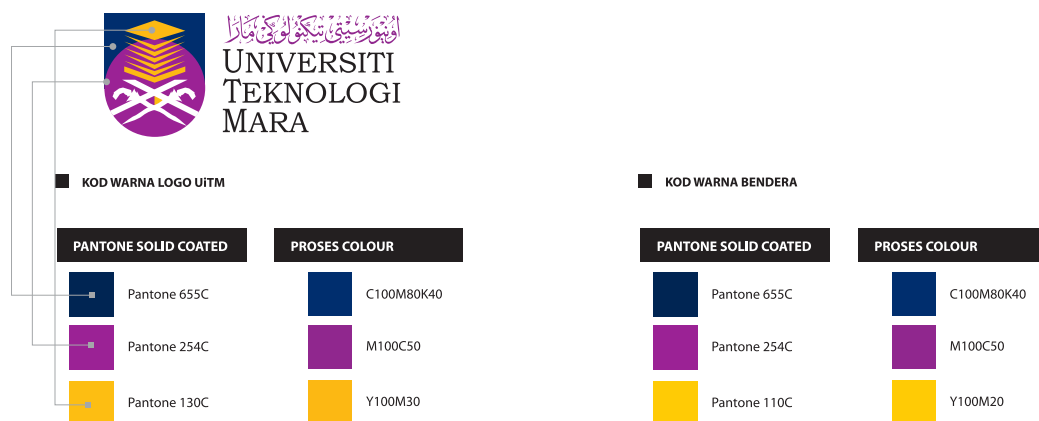 اونيۏرسيتي تيكنولوݢي مارا
UNIVERSITI
TEKNOLOGI
MARA
KOD WARNA LOGO UiTM
PANTONE SOLID COATED
PROSES COLOUR
Pantone 655C
C100M80K40
Pantone 254C
M100C50
Pantone 130C
Y100M30
KOD WARNA BENDERA
PANTONE SOLID COATED
PROSES COLOUR
Pantone 655C
C100M80K40
Pantone 254C
M100C50
Pantone 110C
Y100M20